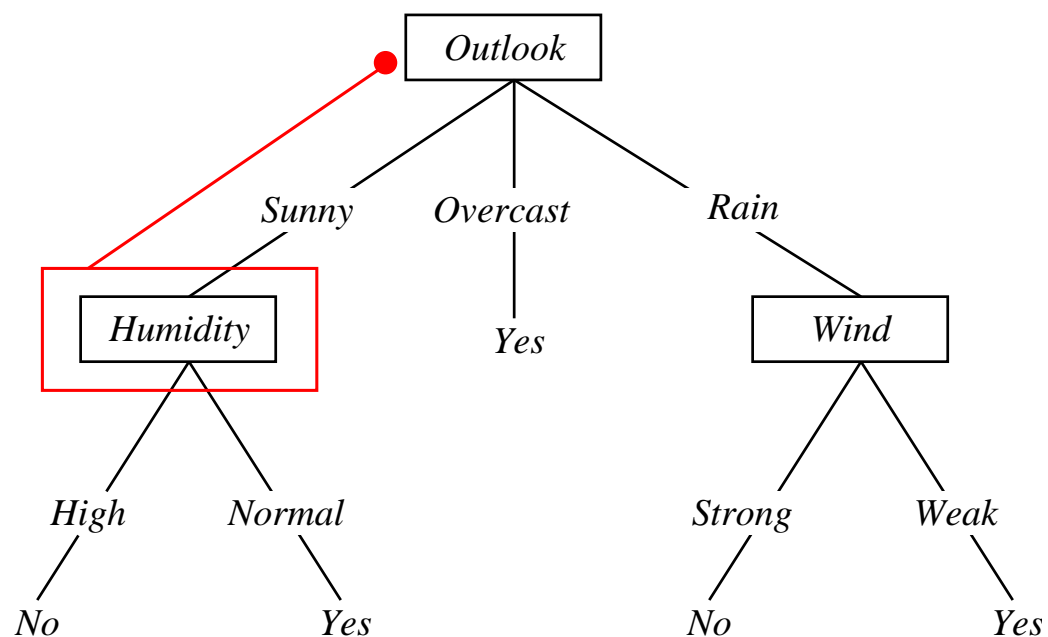 Outlook
Sunny Overcast Rain
Humidity Yes Wind
High Normal Strong Weak
No Yes No Yes